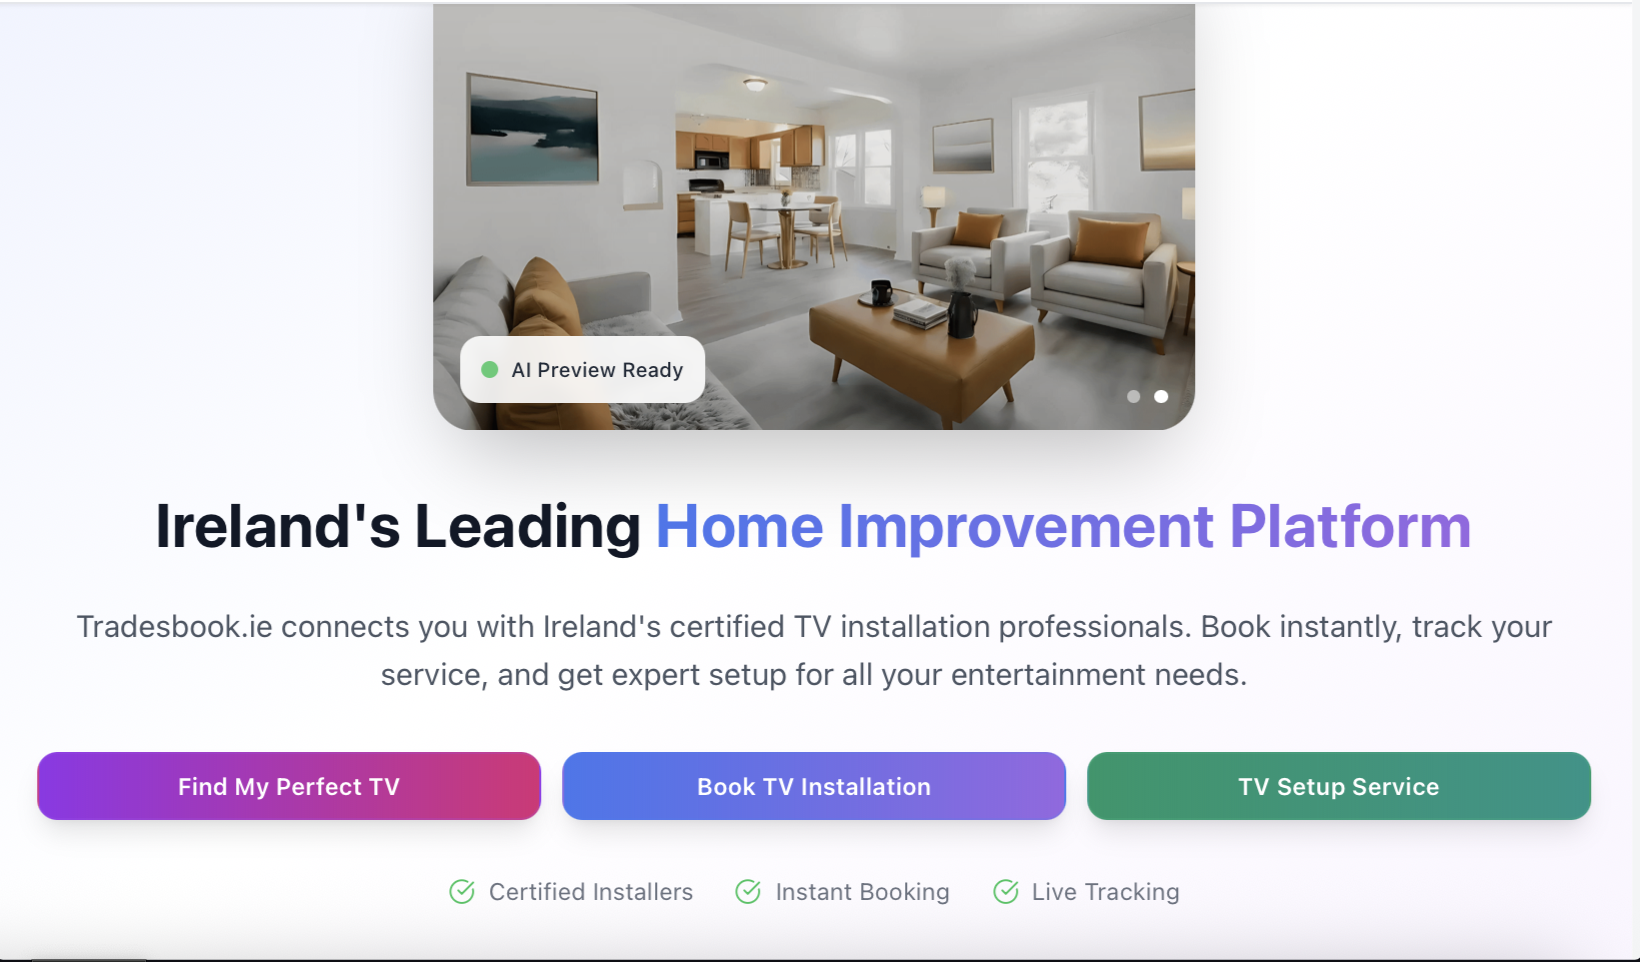 AI Preview Ready
Ireland's Leading Home Improvement Platform
Tradesbook.ie connects you with Ireland's certified TV installation professionals. Book instantly, track your
service, and get expert setup for all your entertainment needs.
Find My Perfect TV
Book TV Installation
TV Setup Service
Certified Installers
Instant Booking
Live Tracking